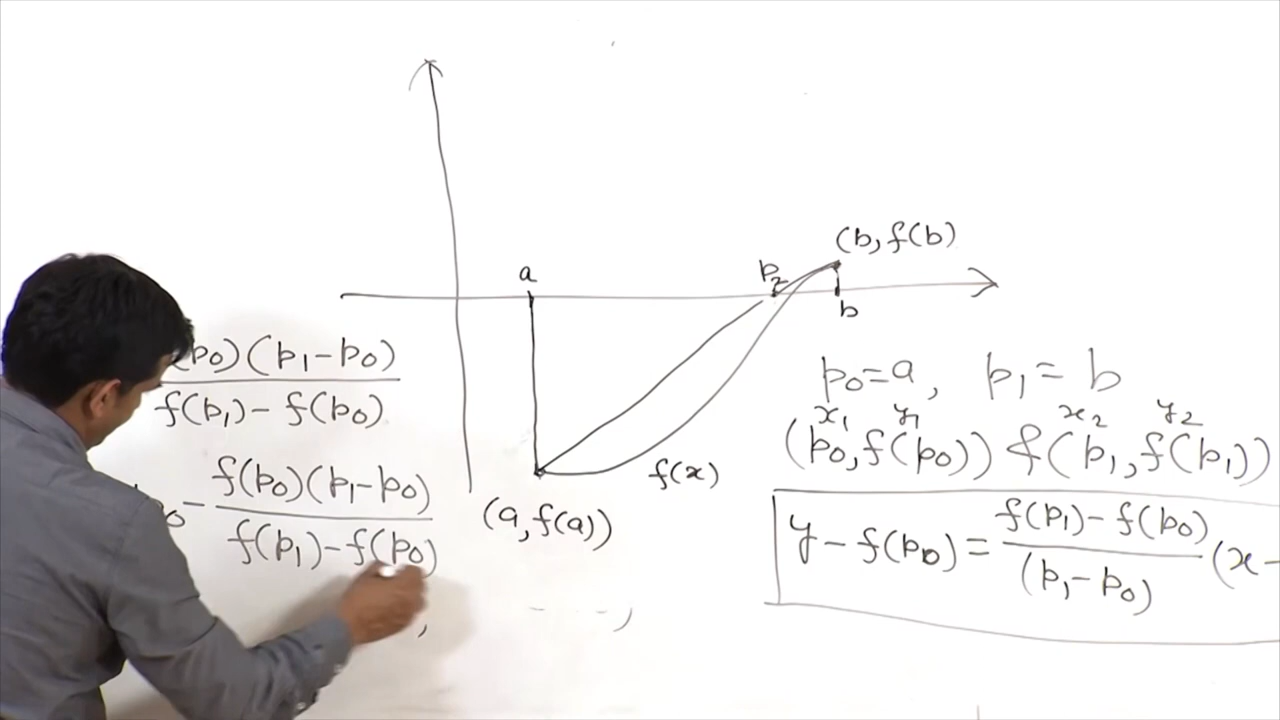 (b, f(b))
a
p₂
b
p₀)(p₁-p₀)
f(p₁)-f(p₀)
p₀=a, p₁=b
x₁ y₁ x₂ y₂
(p₀,f(p₀)) & (p₁,f(p₁))
f(x)
p₀ - f(p₀)(p₁-p₀)
f(p₁)-f(p₀)
(a,f(a))
y-f(p₀)= f(p₁)-f(p₀) (x-
(p₁-p₀)